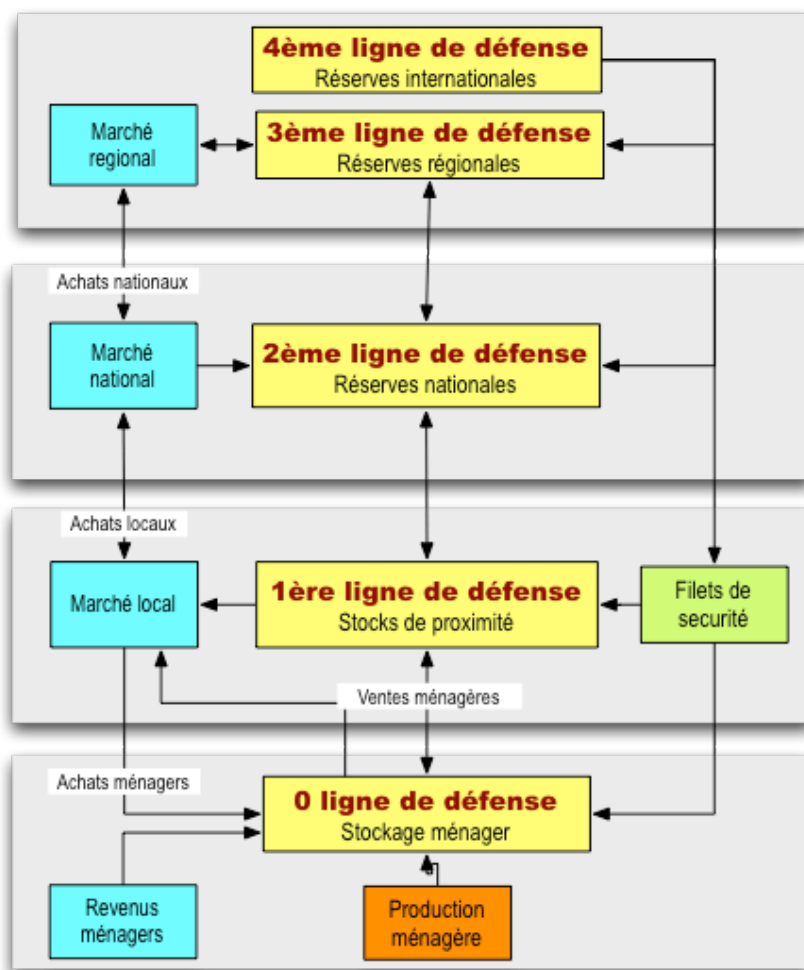 4ème ligne de défense
Réserves internationales
Marché
regional
3ème ligne de défense
Réserves régionales
Achats nationaux
Marché
national
2ème ligne de défense
Réserves nationales
Achats locaux
Marché local
1ère ligne de défense
Stocks de proximité
Filets de
securité
Ventes ménagères
Achats ménagers
0 ligne de défense
Stockage ménager
Revenus
ménagers
Production
ménagère